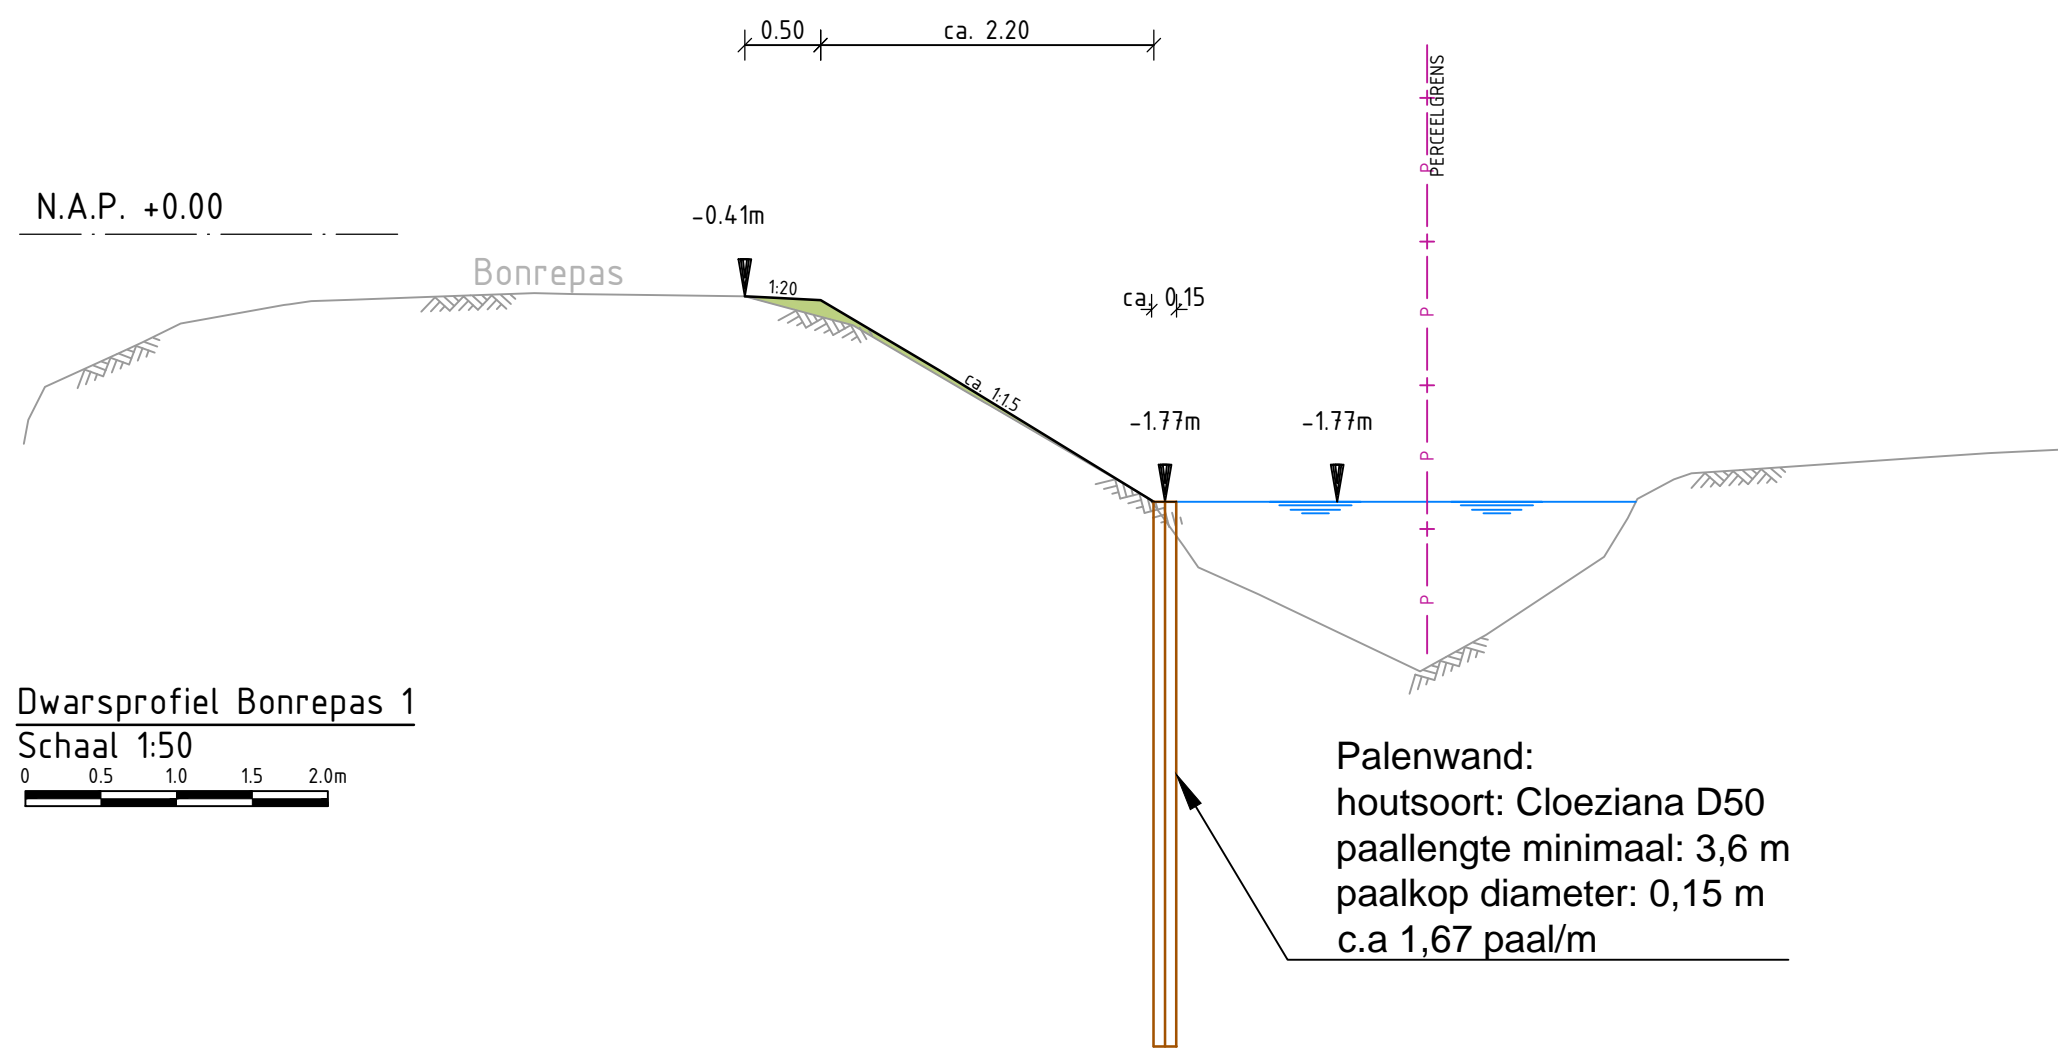 0.50
ca. 2.20
PERCEELGRENS
P
N.A.P. +0.00
-0.41m
Bonrepas
1:20
ca. 0.15
P
ca. 1:1.5
-1.77m
-1.77m
P
P
Dwarsprofiel Bonrepas 1
Schaal 1:50
0 0.5 1.0 1.5 2.0m
Palenwand:
houtsoort: Cloeziana D50
paallengte minimaal: 3,6 m
paalkop diameter: 0,15 m
c.a 1,67 paal/m